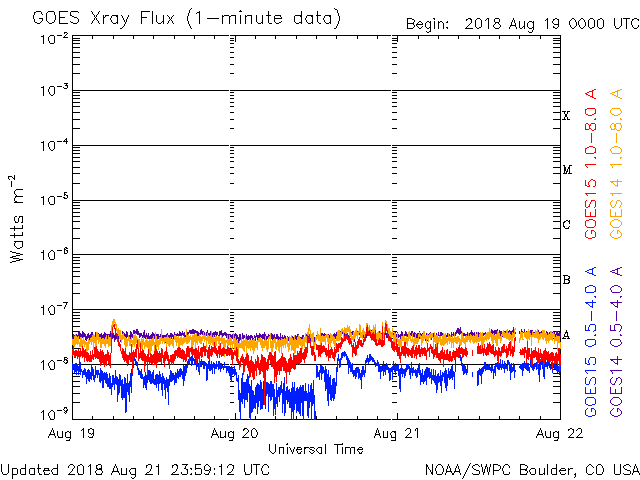 GOES Xray Flux (1-minute data)
Begin: 2018 Aug 19 0000 UTC
10⁻²
10⁻³
10⁻⁴
10⁻⁵
10⁻⁶
10⁻⁷
10⁻⁸
10⁻⁹
Watts m⁻²
X
M
C
B
A
GOES15 1.0-8.0 A
GOES14 1.0-8.0 A
GOES15 0.5-4.0 A
GOES14 0.5-4.0 A
Aug 19
Aug 20
Aug 21
Aug 22
Universal Time
Updated 2018 Aug 21 23:59:12 UTC
NOAA/SWPC Boulder, CO USA